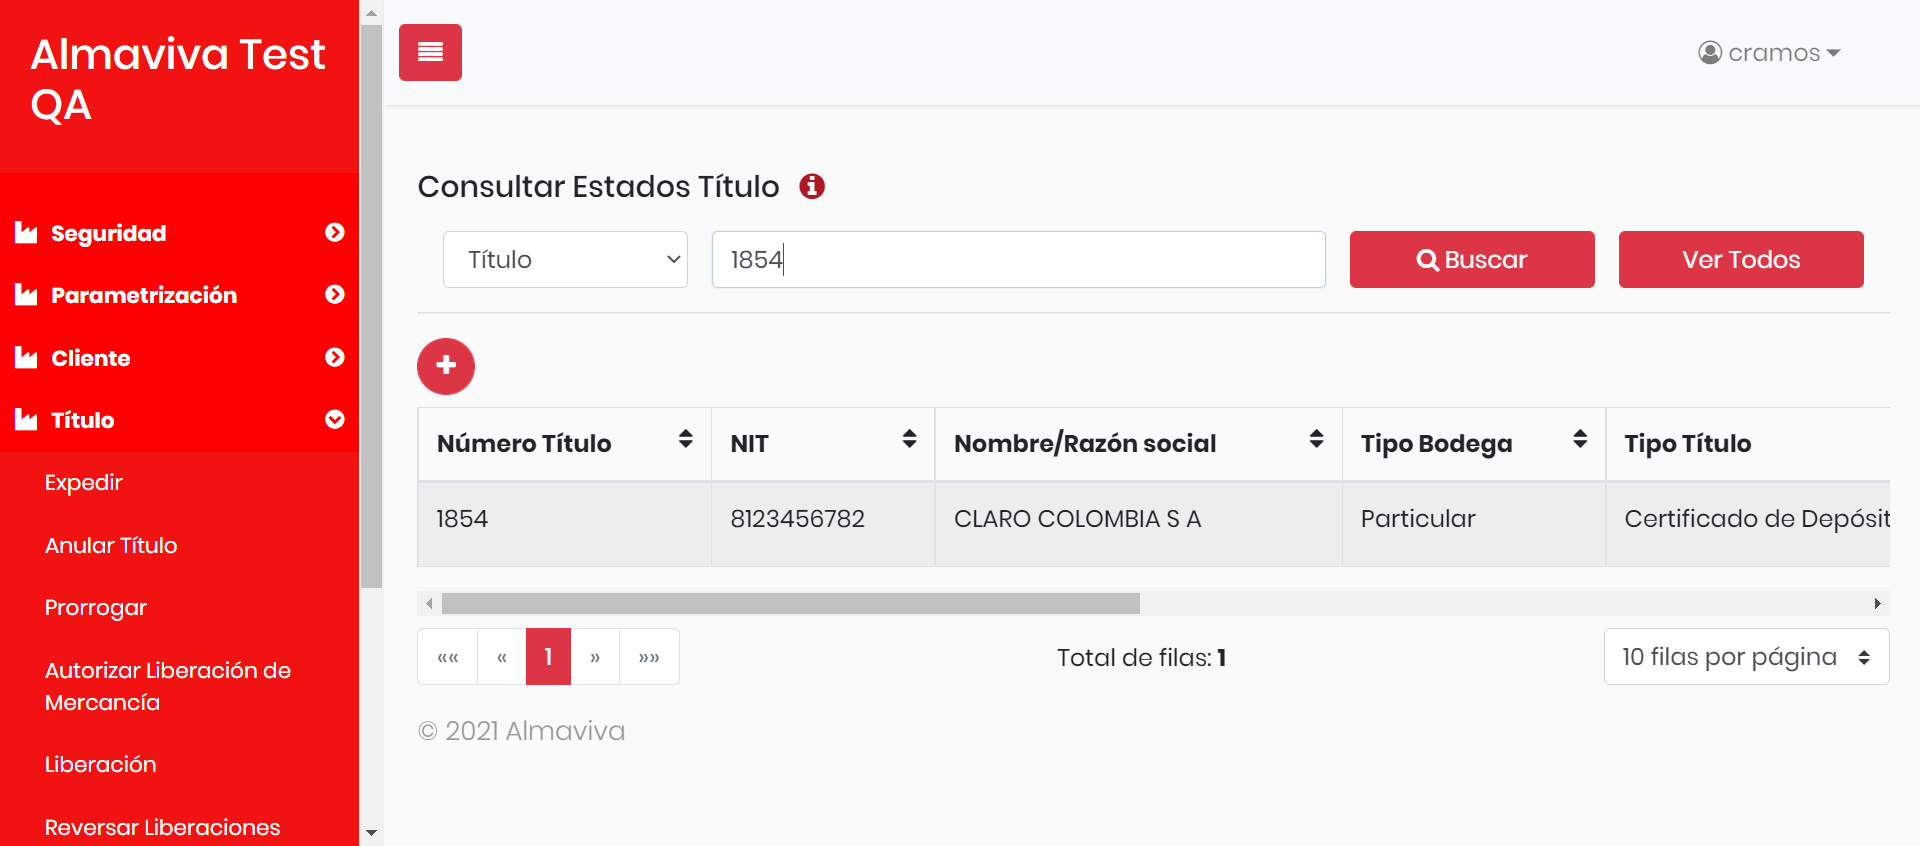 Almaviva Test
QA
Seguridad
Parametrización
Cliente
Título
Expedir
Anular Título
Prorrogar
Autorizar Liberación de
Mercancía
Liberación
Reversar Liberaciones
cramos
Consultar Estados Título
Título
1854
Buscar
Ver Todos
Número Título
NIT
Nombre/Razón social
Tipo Bodega
Tipo Título
1854
8123456782
CLARO COLOMBIA S A
Particular
Certificado de Depósit
««
«
1
»
»»
Total de filas: 1
10 filas por página
© 2021 Almaviva